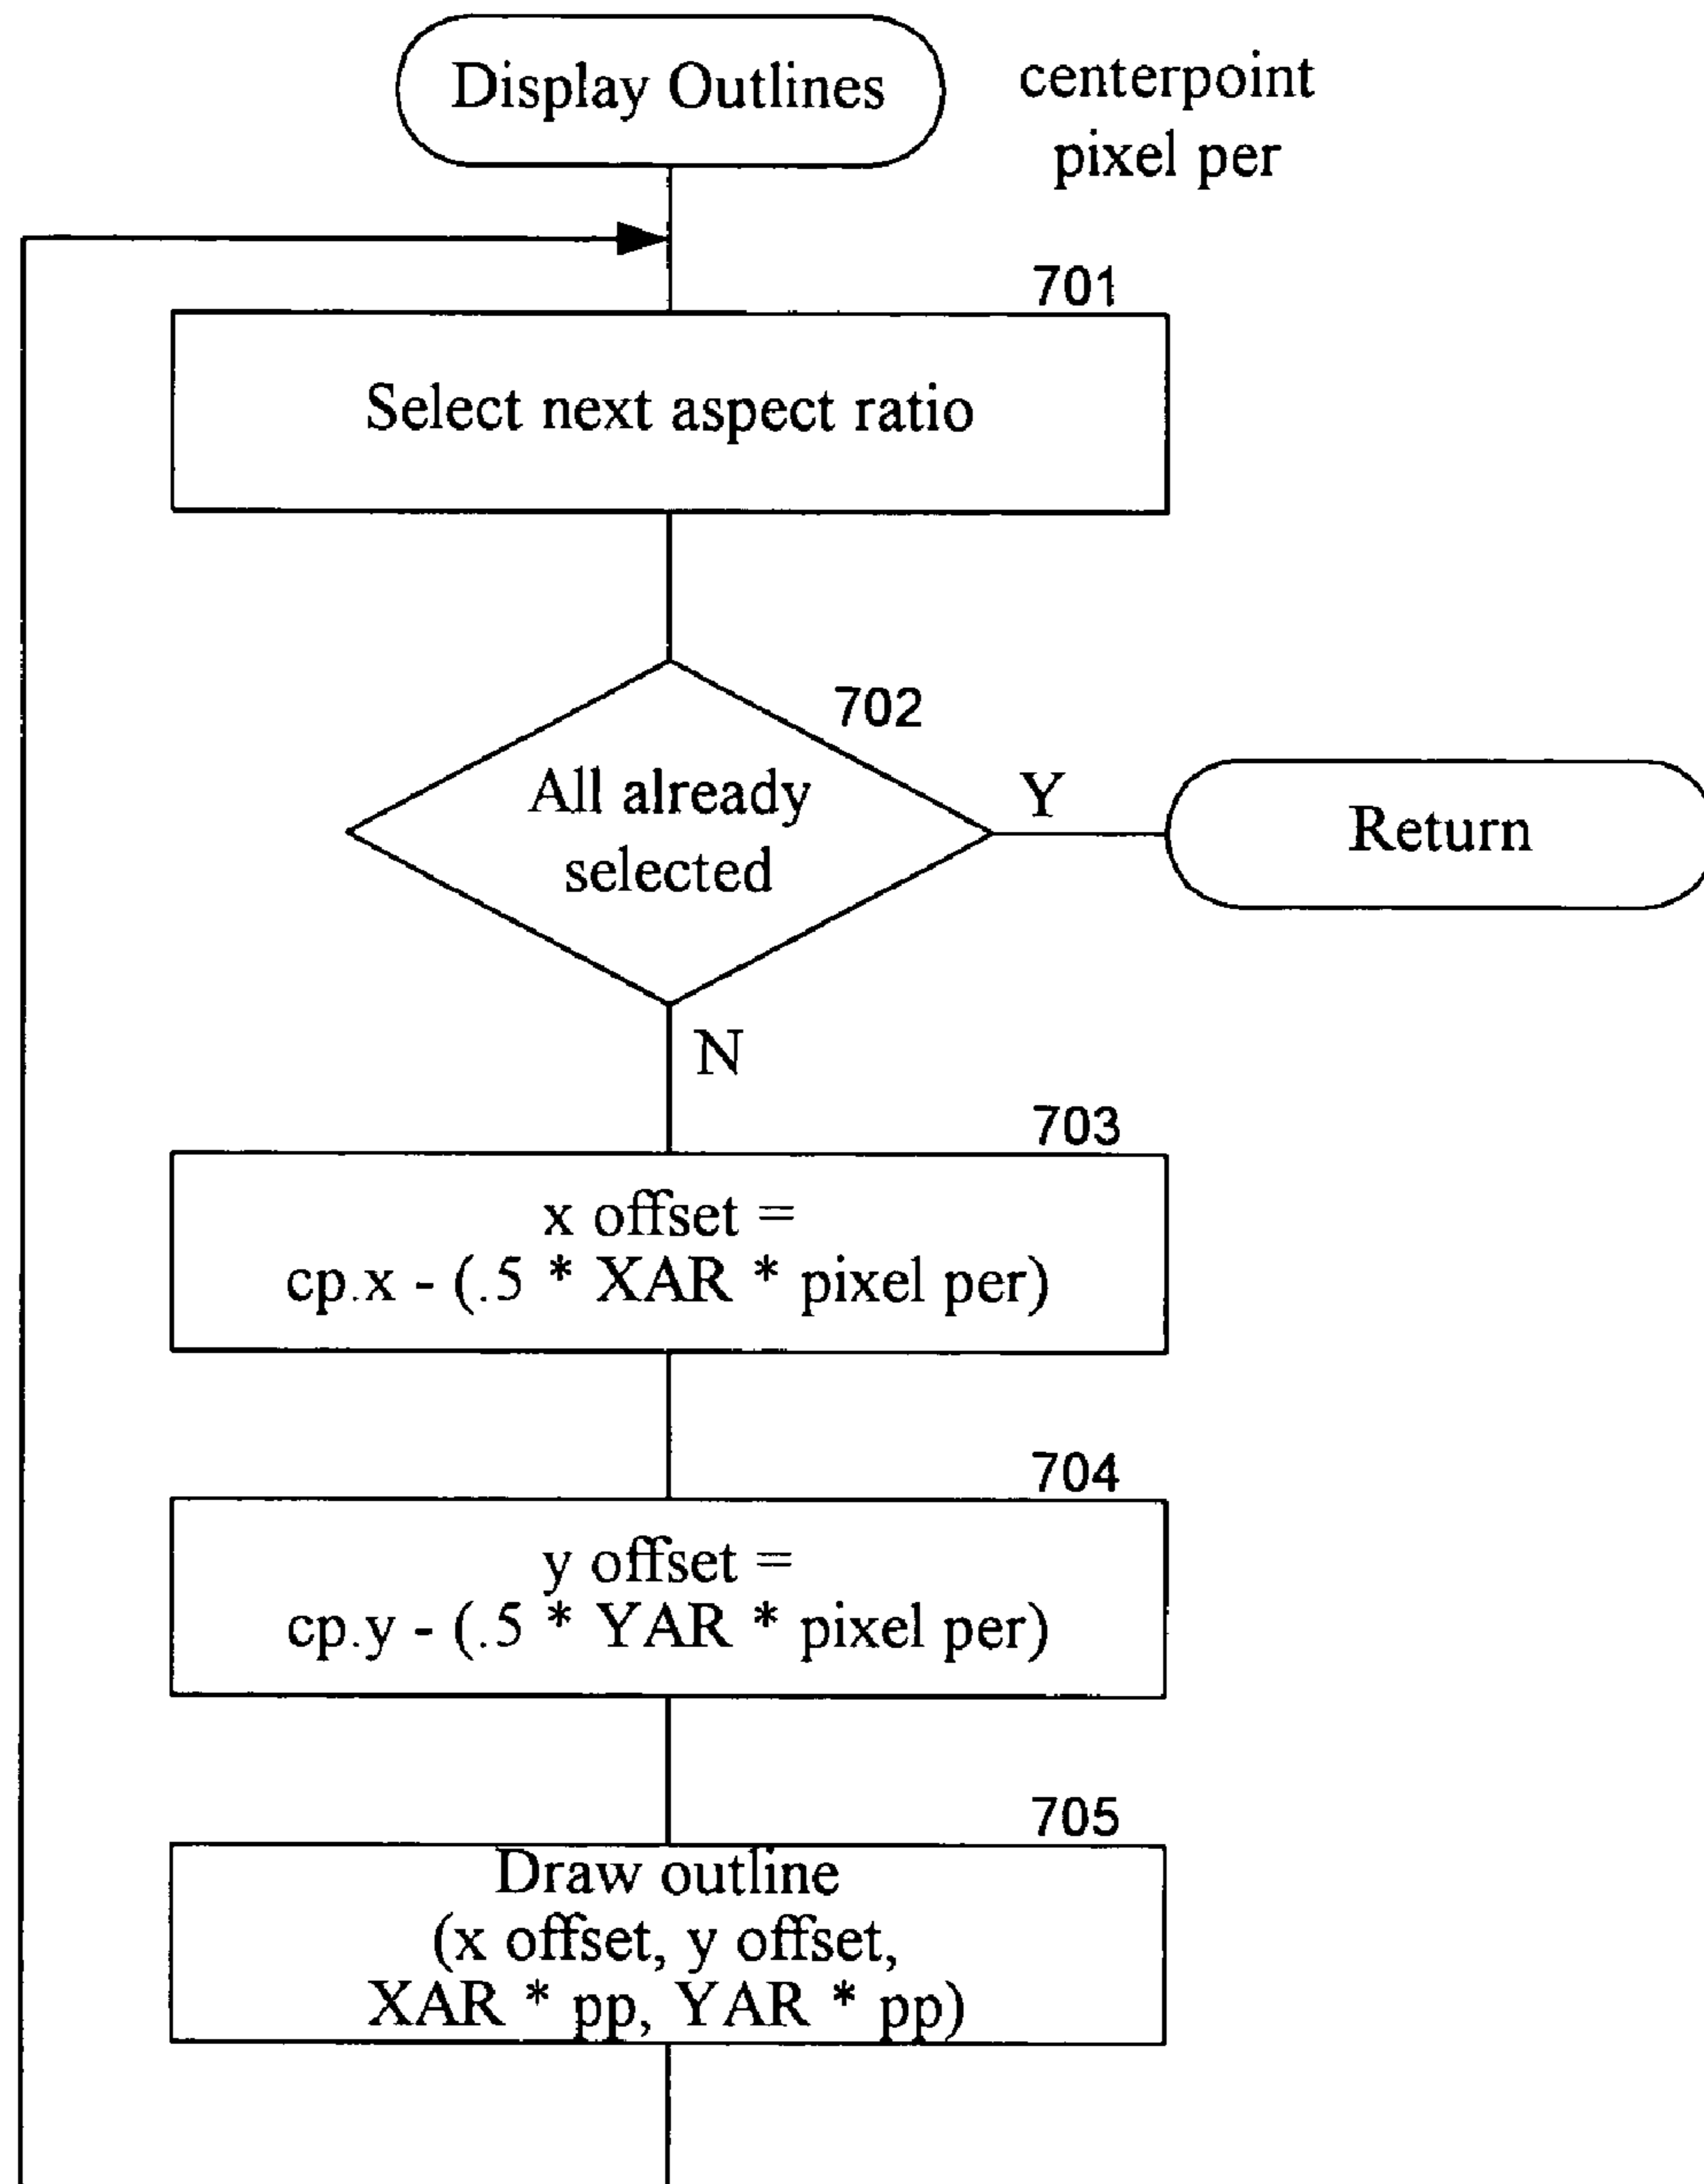 Display Outlines
centerpoint
pixel per
701
Select next aspect ratio
702
All already
selected
Y
Return
N
703
x offset =
cp.x - (.5 * XAR * pixel per)
704
y offset =
cp.y - (.5 * YAR * pixel per)
705
Draw outline
(x offset, y offset,
XAR * pp, YAR * pp)